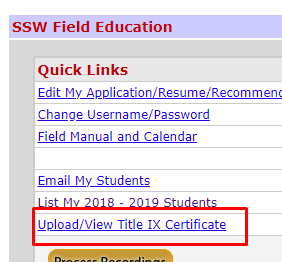 SSW Field Education
Quick Links
Edit My Application/Resume/Recommen
Change Username/Password
Field Manual and Calendar
Email My Students
List My 2018 - 2019 Students
Upload/View Title IX Certificate
Process Recordings